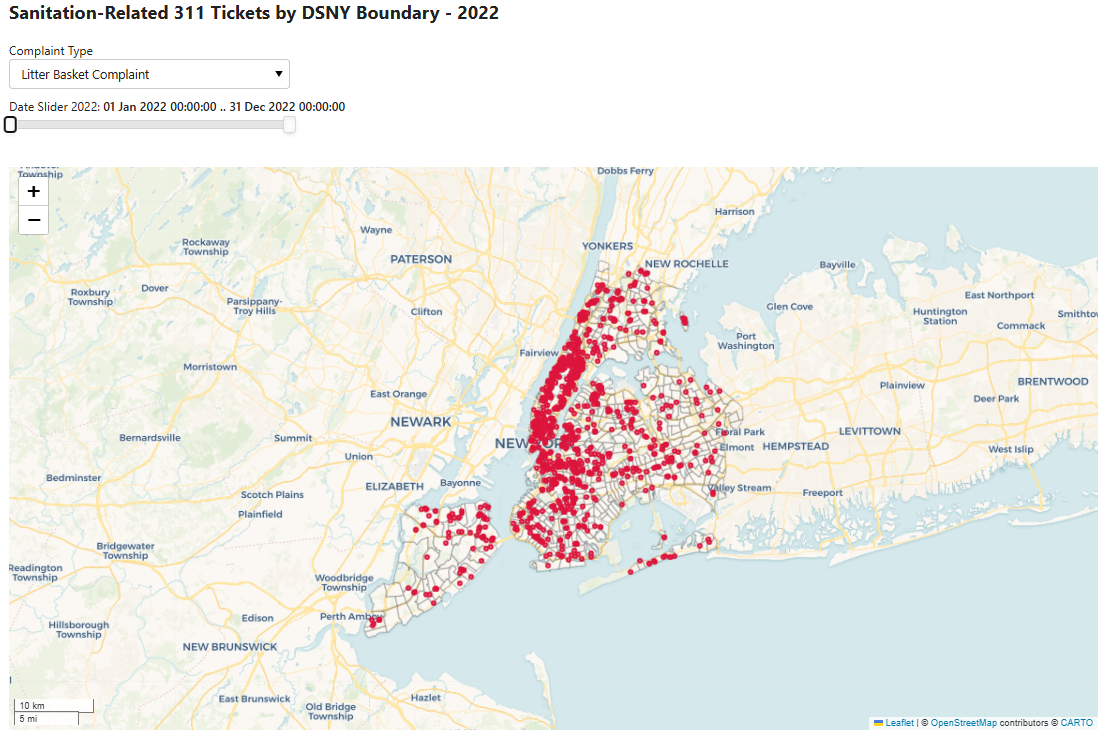 Sanitation-Related 311 Tickets by DSNY Boundary - 2022
Complaint Type
Litter Basket Complaint
Date Slider 2022: 01 Jan 2022 00:00:00 .. 31 Dec 2022 00:00:00
Township
+
−
Dobbs Ferry
Harrison
Wayne
YONKERS
Rockaway
Township
PATERSON
NEW ROCHELLE
Bayville
Dover
Roxbury
Township
Parsippany-
Troy Hills
Clifton
Glen Cove
East Northport
Huntington
Station
Commack
Port
Washington
Fairview
Morristown
Plainview
BRENTWOOD
East Orange
Deer Park
NEWARK
Floral Park
LEVITTOWN
Bernardsville
Summit
Elmont
HEMPSTEAD
West Islip
Union
Bedminster
ELIZABETH
Bayonne
Valley Stream
Freeport
Scotch Plains
Plainfield
Bridgewater
Township
Readington
Township
Woodbridge
Township
Edison
Perth Amboy
Hillsborough
Township
NEW BRUNSWICK
East Brunswick
Hazlet
Old Bridge
Township
10 km
5 mi
Leaflet | © OpenStreetMap contributors © CARTO